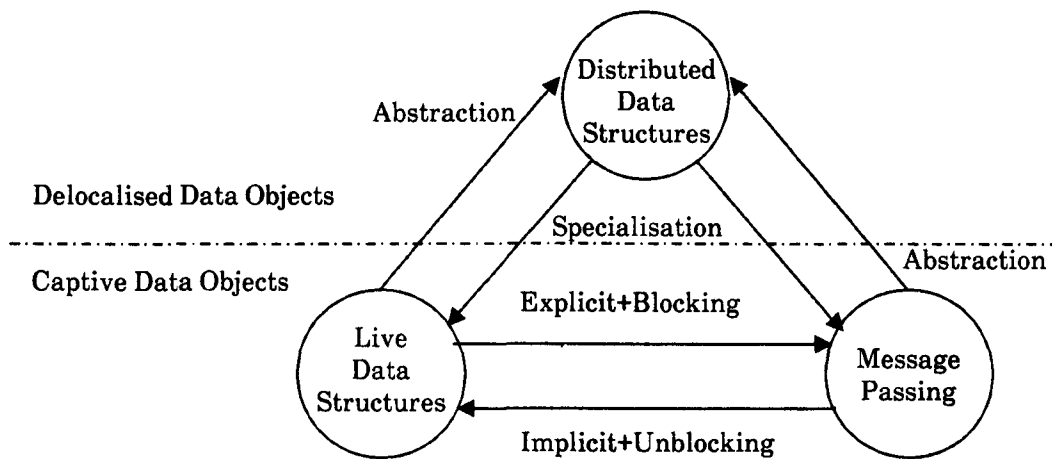 Distributed
Data
Structures
Abstraction
Delocalised Data Objects
Specialisation
Captive Data Objects
Abstraction
Explicit+Blocking
Live
Data
Structures
Message
Passing
Implicit+Unblocking